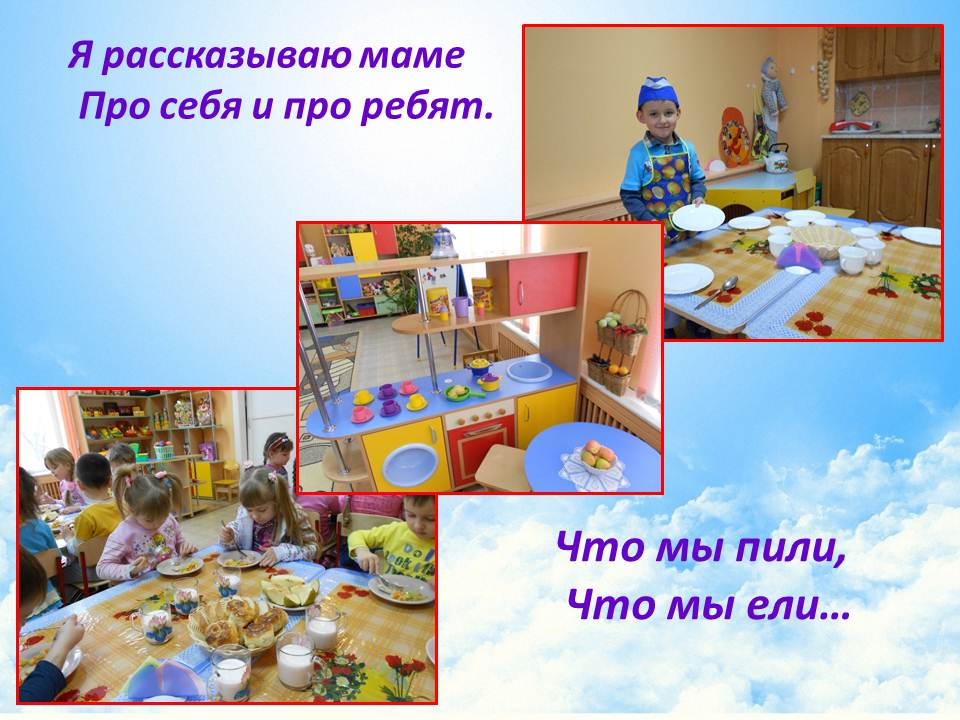 Я рассказываю маме
Про себя и про ребят.
Что мы пили,
Что мы ели...